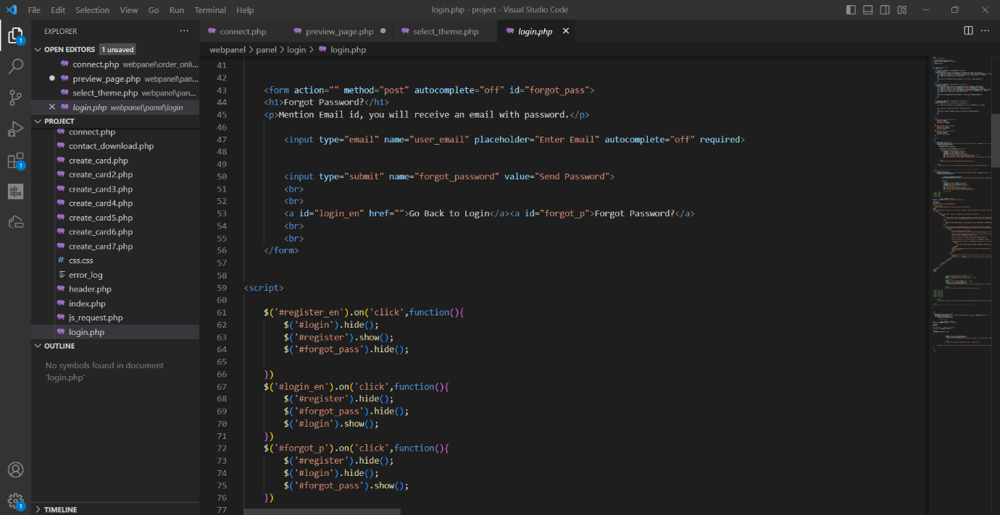 File Edit Selection View Go Run Terminal Help
login.php - project - Visual Studio Code
EXPLORER
OPEN EDITORS 1 unsaved
connect.php webpanel\order_onli...
preview_page.php webpanel\pan...
select_theme.php webpanel\pan...
login.php webpanel\panel\login
PROJECT
connect.php
contact_download.php
create_card.php
create_card2.php
create_card3.php
create_card4.php
create_card5.php
create_card6.php
create_card7.php
# css.css
error_log
header.php
index.php
js_request.php
login.php
OUTLINE
No symbols found in document
'login.php'
TIMELINE
1
1
air
ops
1
connect.php preview_page.php select_theme.php login.php
webpanel > panel > login > login.php
41
42
43 <form action="" method="post" autocomplete="off" id="forgot_pass">
44 <h1>Forgot Password?</h1>
45 <p>Mention Email id, you will receive an email with password.</p>
46
47 <input type="email" name="user_email" placeholder="Enter Email" autocomplete="off" required>
48
49
50 <input type="submit" name="forgot_password" value="Send Password">
51 <br>
52 <br>
53 <a id="login_en" href="">Go Back to Login</a><a id="forgot_p">Forgot Password?</a>
54 <br>
55 <br>
56 </form>
57
58
59 <script>
60
61 $('#register_en').on('click',function(){
62 $('#login').hide();
63 $('#register').show();
64 $('#forgot_pass').hide();
65
66 })
67 $('#login_en').on('click',function(){
68 $('#register').hide();
69 $('#forgot_pass').hide();
70 $('#login').show();
71 })
72 $('#forgot_p').on('click',function(){
73 $('#register').hide();
74 $('#login').hide();
75 $('#forgot_pass').show();
76 })
77